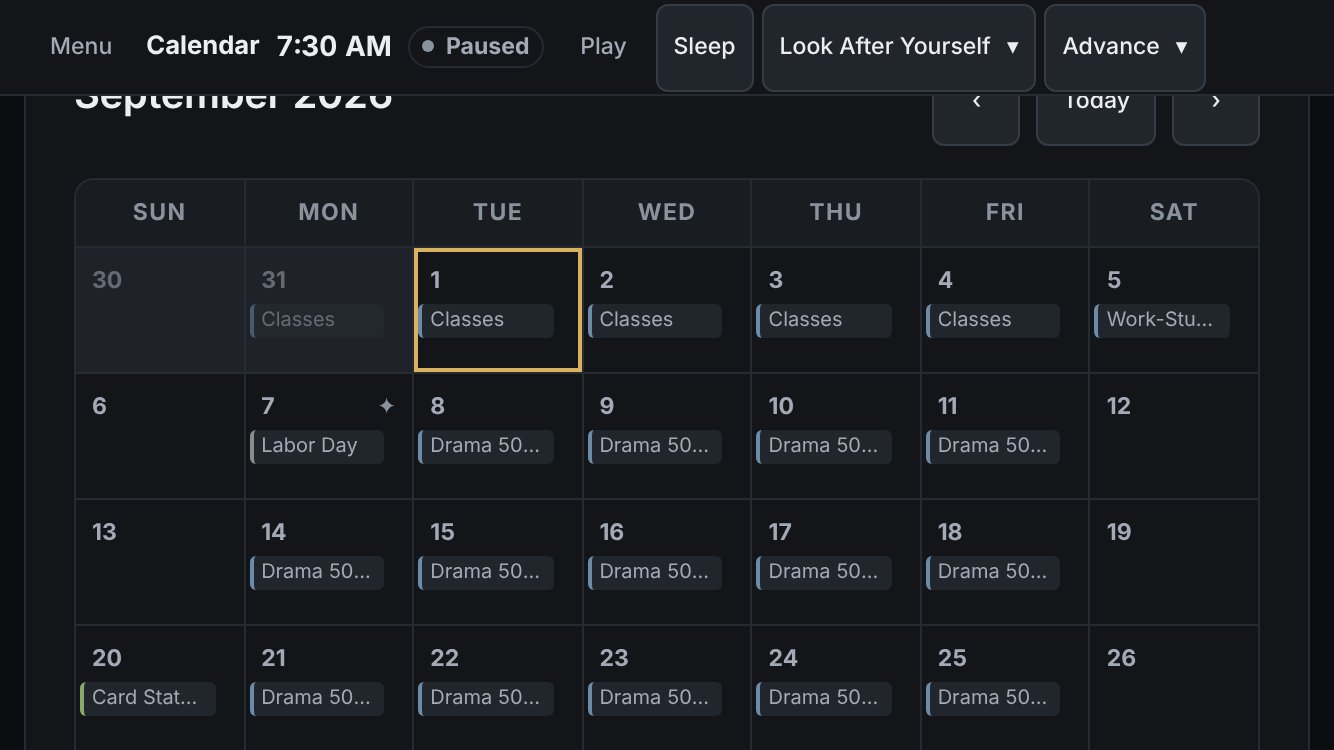 Menu Calendar 7:30 AM Paused Play Sleep Look After Yourself ▼ Advance ▼
September 2026 ‹ Today ›
SUN MON TUE WED THU FRI SAT
30 31 1 2 3 4 5
Classes Classes Classes Classes Classes Work-Stu...
6 7 ✦ 8 9 10 11 12
Labor Day Drama 50... Drama 50... Drama 50... Drama 50...
13 14 15 16 17 18 19
Drama 50... Drama 50... Drama 50... Drama 50... Drama 50...
20 21 22 23 24 25 26
Card Stat... Drama 50... Drama 50... Drama 50... Drama 50... Drama 50...